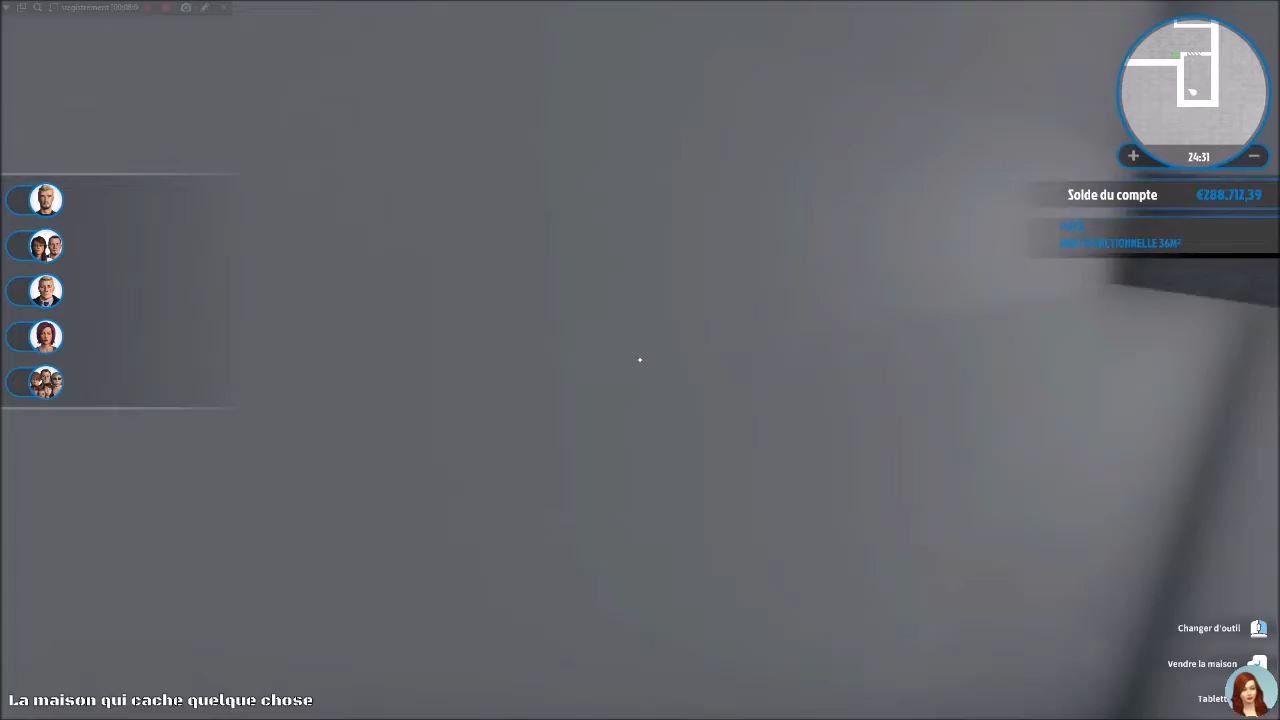 24:31
Solde du compte €288.712,39
36M²
Changer d'outil
Vendre la maison
La maison qui cache quelque chose